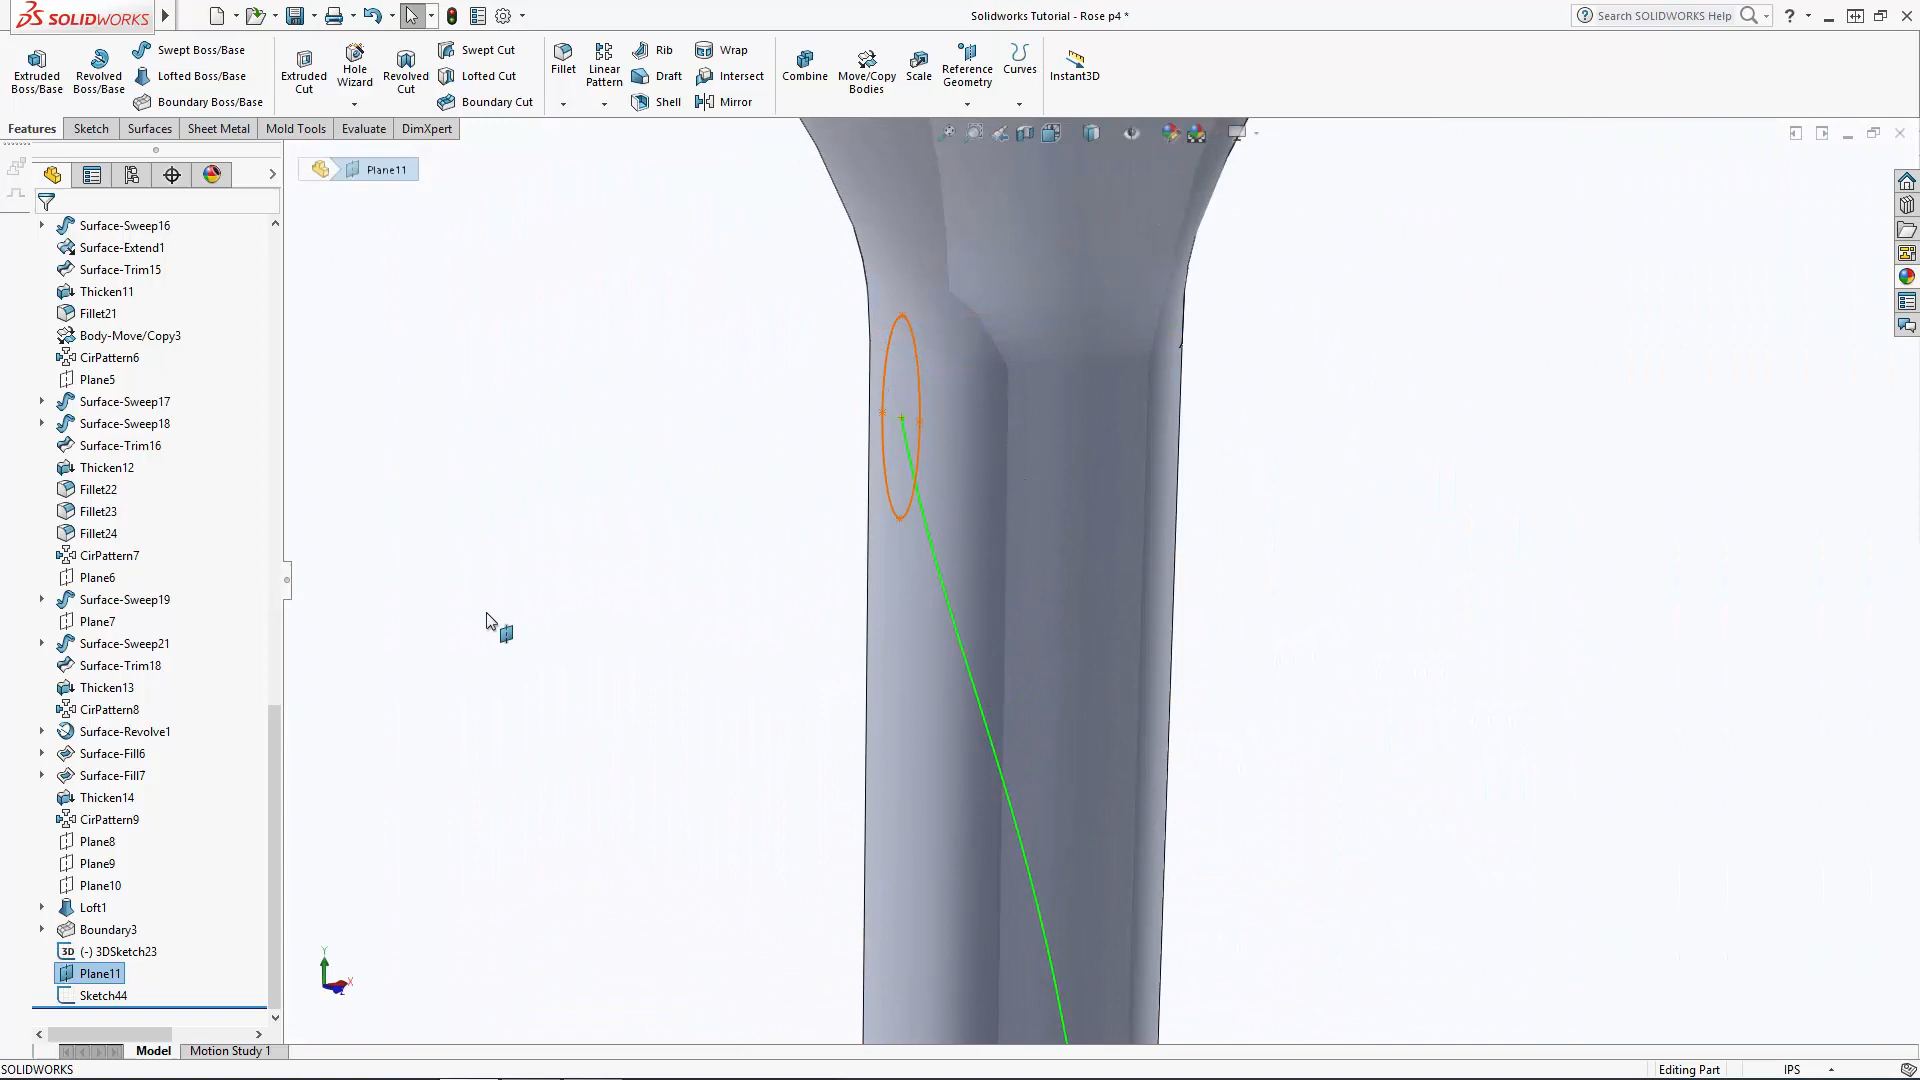 SOLIDWORKS
Solidworks Tutorial - Rose p4 *
Search SOLIDWORKS Help
Extruded Boss/Base
Revolved Boss/Base
Swept Boss/Base
Lofted Boss/Base
Boundary Boss/Base
Extruded Cut
Hole Wizard
Revolved Cut
Swept Cut
Lofted Cut
Boundary Cut
Fillet
Linear Pattern
Rib
Draft
Shell
Wrap
Intersect
Mirror
Combine
Move/Copy Bodies
Scale
Reference Geometry
Curves
Instant3D
Features
Sketch
Surfaces
Sheet Metal
Mold Tools
Evaluate
DimXpert
Plane11
Surface-Sweep16
Surface-Extend1
Surface-Trim15
Thicken11
Fillet21
Body-Move/Copy3
CirPattern6
Plane5
Surface-Sweep17
Surface-Sweep18
Surface-Trim16
Thicken12
Fillet22
Fillet23
Fillet24
CirPattern7
Plane6
Surface-Sweep19
Plane7
Surface-Sweep21
Surface-Trim18
Thicken13
CirPattern8
Surface-Revolve1
Surface-Fill6
Surface-Fill7
Thicken14
CirPattern9
Plane8
Plane9
Plane10
Loft1
Boundary3
3D (-) 3DSketch23
Plane11
Sketch44
Y
X
Z
Model
Motion Study 1
SOLIDWORKS
Editing Part
IPS